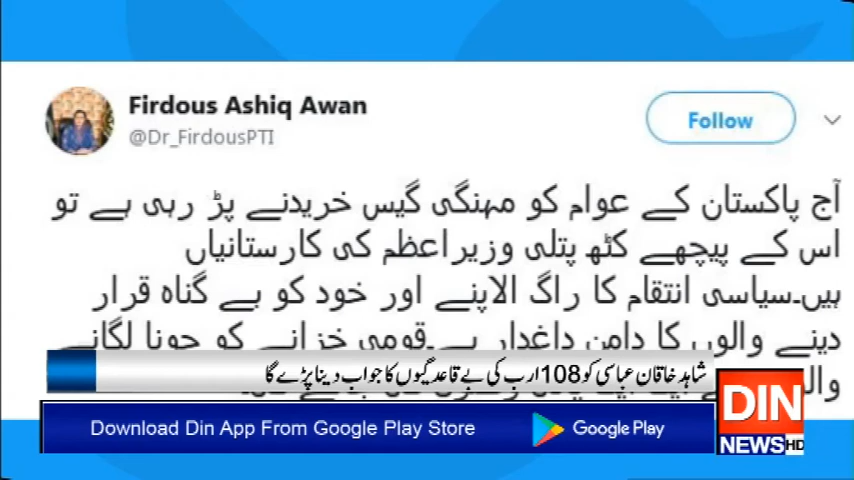 Firdous Ashiq Awan
@Dr_FirdousPTI
Follow
آج پاکستان کے عوام کو مہنگی گیس خریدنے پڑ رہی ہے تو
اس کے پیچھے کٹھ پتلی وزیراعظم کی کارستانیاں
ہیں۔سیاسی انتقام کا راگ الاپنے اور خود کو بے گناہ قرار
دینے والوں کا دامن داغدار ہے۔قومی خزانے کو چونا لگانے
شاہد خاقان عباسی کو 108 ارب کی بے قاعدگیوں کا جواب دینا پڑے گا
Download Din App From Google Play Store
Google Play
DIN
NEWS HD